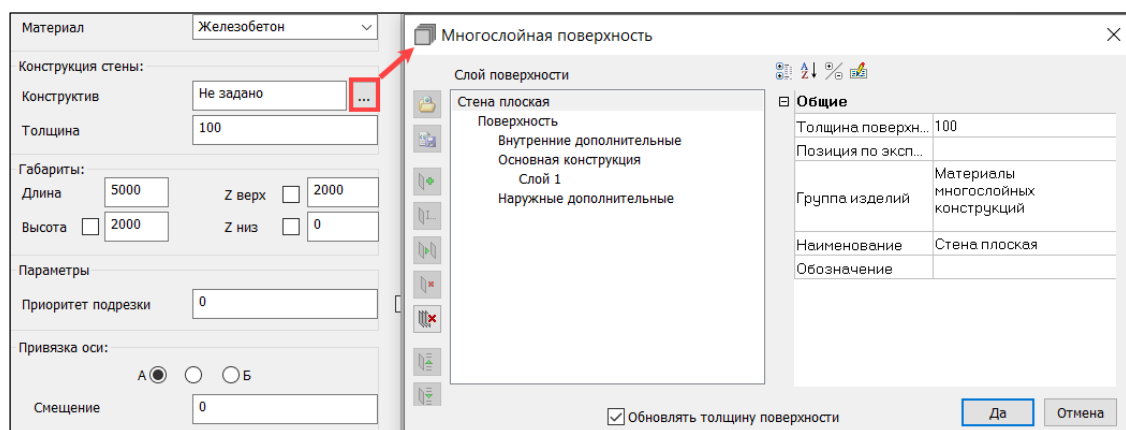 Материал
Железобетон
Конструкция стены:
Конструктив
Не задано
...
Толщина
100
Габариты:
Длина
5000
Z верх
2000
Высота
2000
Z низ
0
Параметры
Приоритет подрезки
0
Привязка оси:
А
Б
Смещение
0
Многослойная поверхность
Слой поверхности
Стена плоская
Поверхность
Внутренние дополнительные
Основная конструкция
Слой 1
Наружные дополнительные
Общие
Толщина поверхн...
100
Позиция по эксп...
Группа изделий
Материалы
многослойных
конструкций
Наименование
Стена плоская
Обозначение
Обновлять толщину поверхности
Да
Отмена